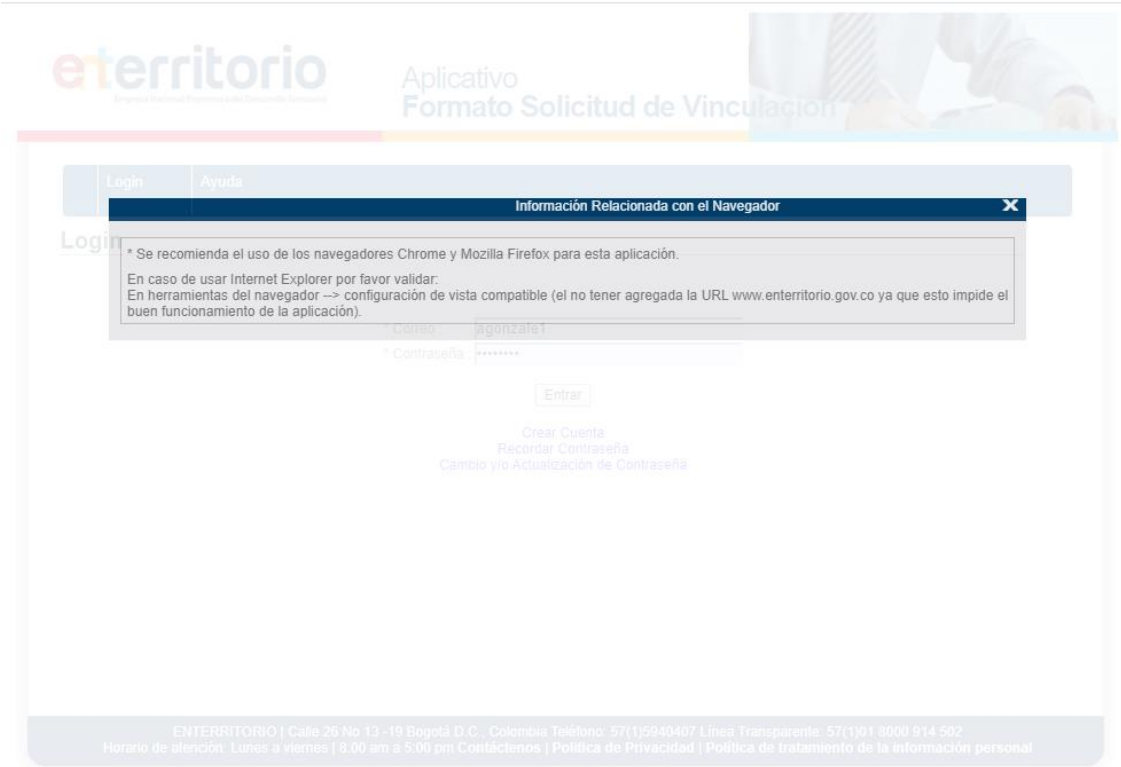 enterritorio
Aplicativo
Formato Solicitud de Vinculación
Login Ayuda
Información Relacionada con el Navegador X
Login
* Se recomienda el uso de los navegadores Chrome y Mozilla Firefox para esta aplicación.
En caso de usar Internet Explorer por favor validar:
En herramientas del navegador --> configuración de vista compatible (el no tener agregada la URL www.enterritorio.gov.co ya que esto impide el
buen funcionamiento de la aplicación).
* Correo : agonzale1
* Contraseña ••••••••
Entrar
Crear Cuenta
Recordar Contraseña
Cambio y/o Actualización de Contraseña
ENTERRITORIO | Calle 26 No 13 -19 Bogotá D.C., Colombia Teléfono: 57(1)5940407 Línea Transparente: 57(1)01 8000 914 502
Horario de atención: Lunes a viernes | 8:00 am a 5:00 pm Contáctenos | Política de Privacidad | Política de tratamiento de la información personal